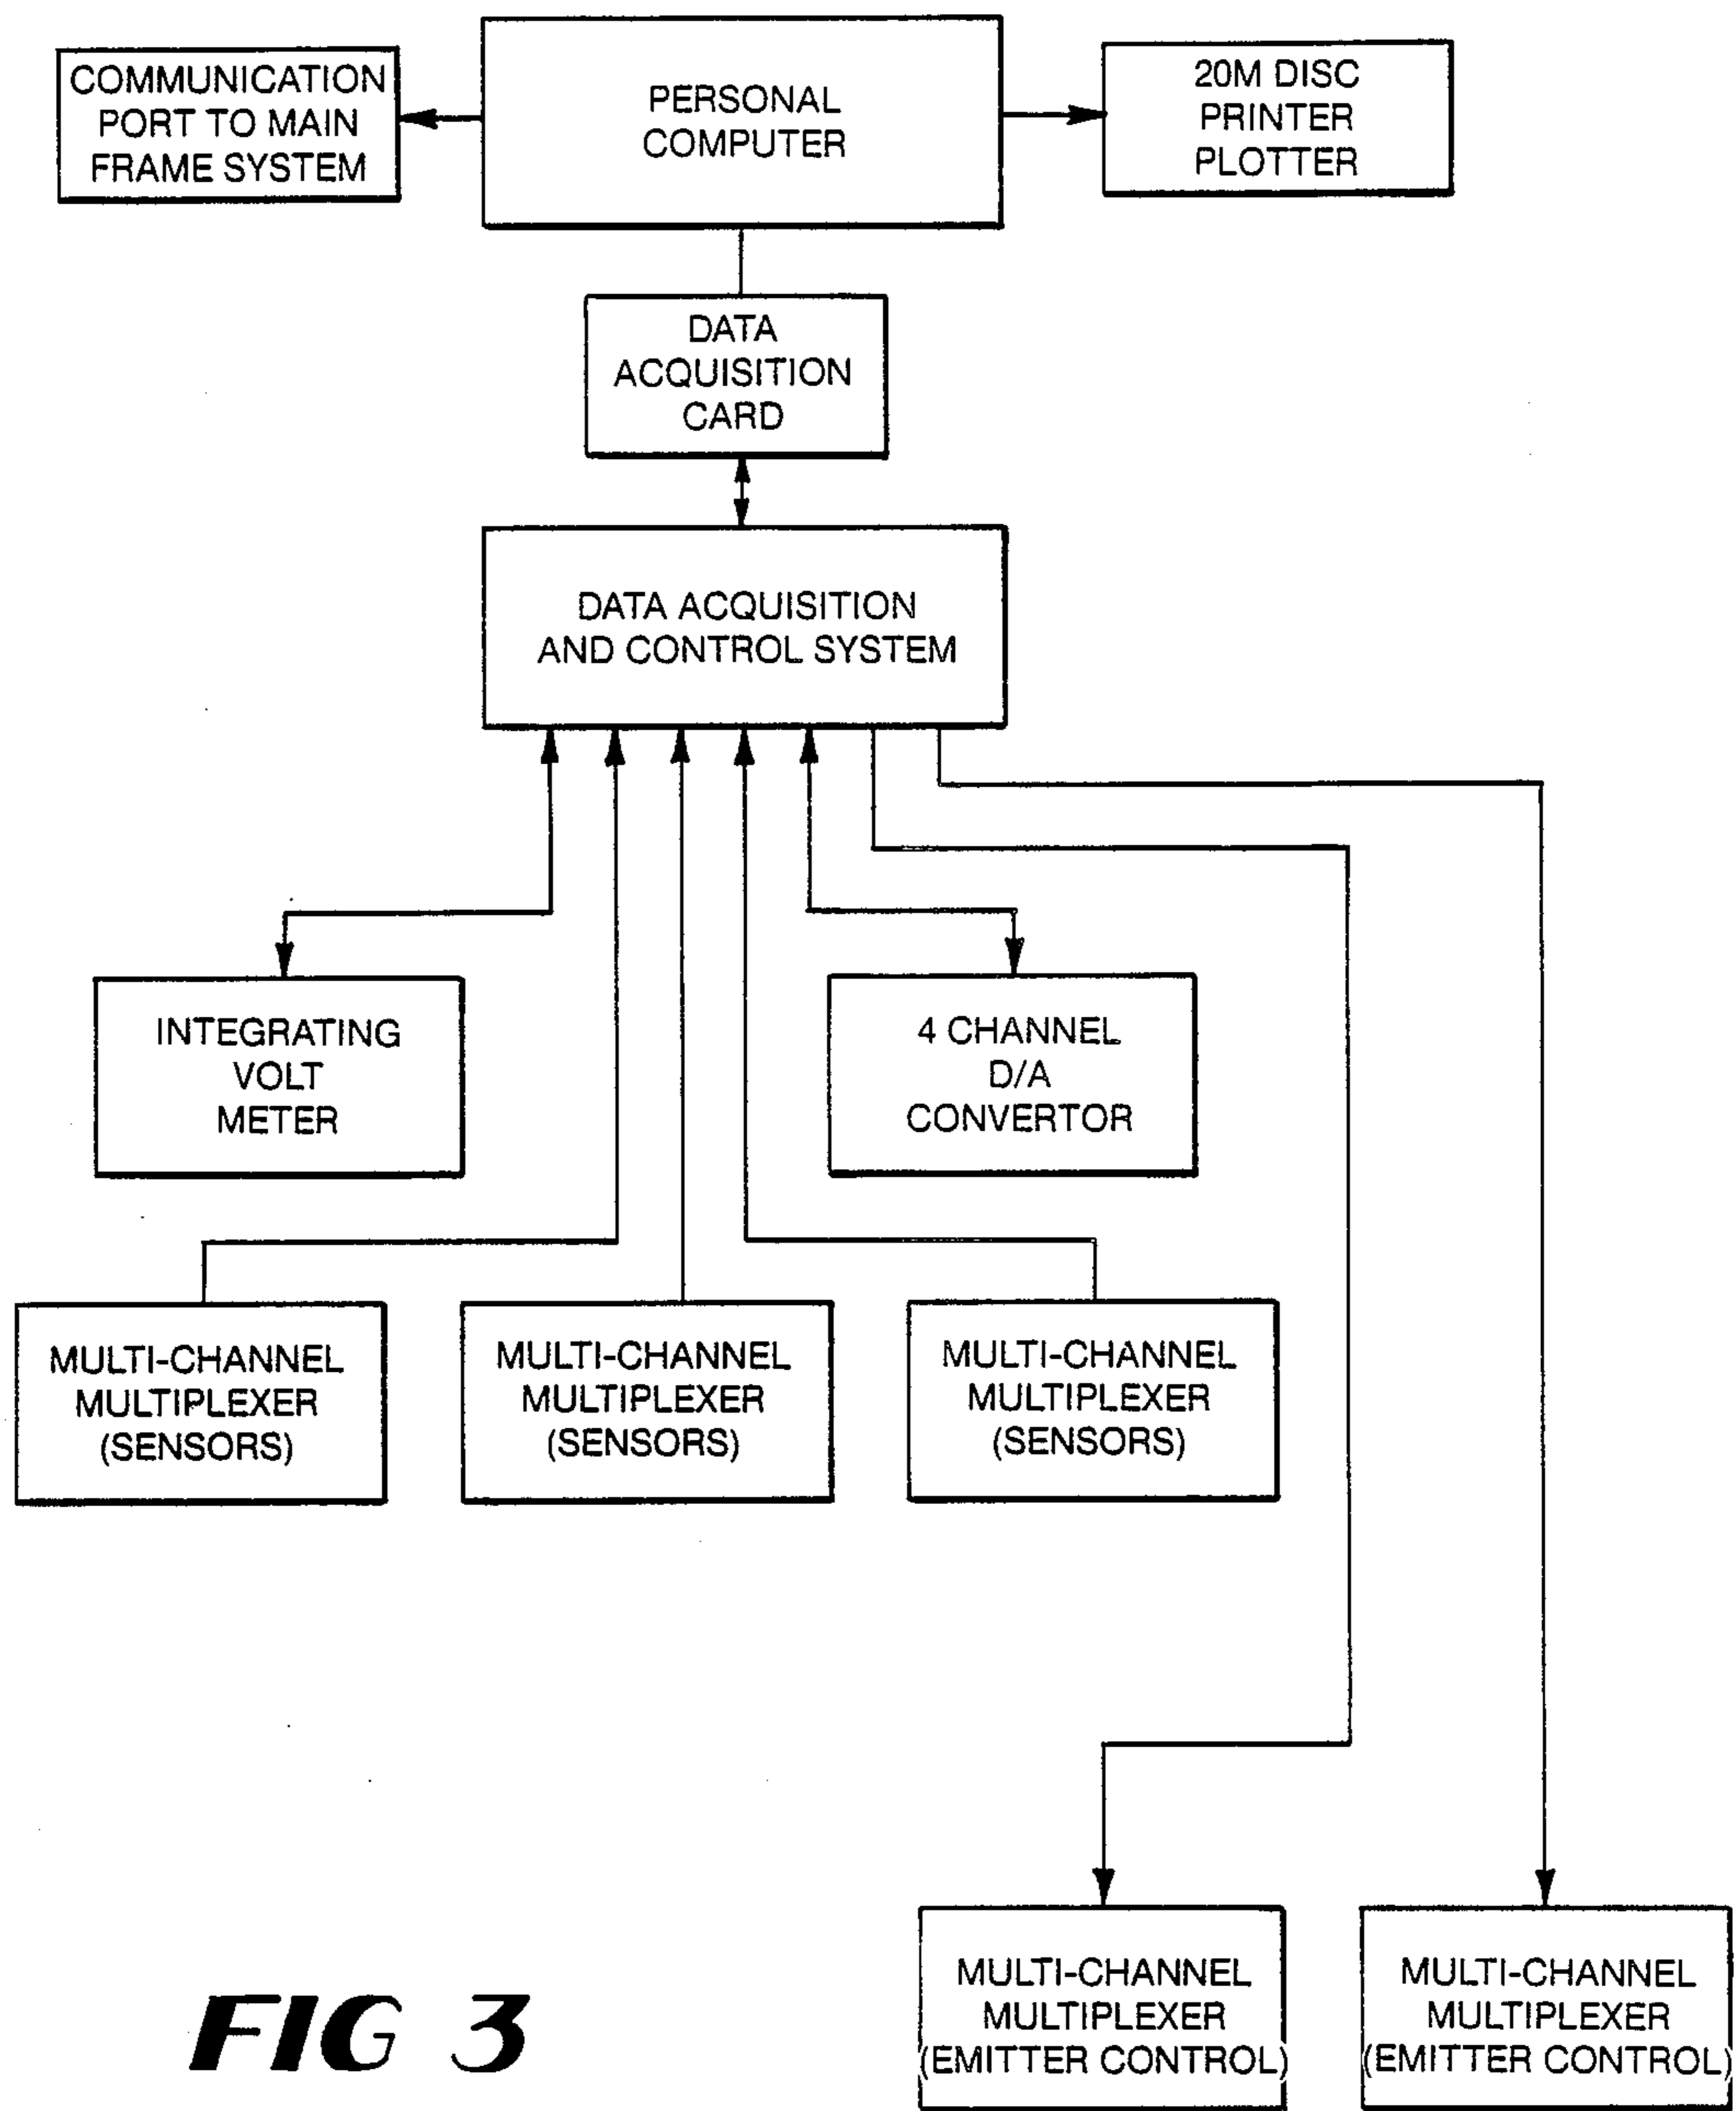 COMMUNICATION
PORT TO MAIN
FRAME SYSTEM
PERSONAL
COMPUTER
20M DISC
PRINTER
PLOTTER
DATA
ACQUISITION
CARD
DATA ACQUISITION
AND CONTROL SYSTEM
INTEGRATING
VOLT
METER
4 CHANNEL
D/A
CONVERTOR
MULTI-CHANNEL
MULTIPLEXER
(SENSORS)
MULTI-CHANNEL
MULTIPLEXER
(SENSORS)
MULTI-CHANNEL
MULTIPLEXER
(SENSORS)
MULTI-CHANNEL
MULTIPLEXER
(EMITTER CONTROL)
MULTI-CHANNEL
MULTIPLEXER
(EMITTER CONTROL)
FIG 3